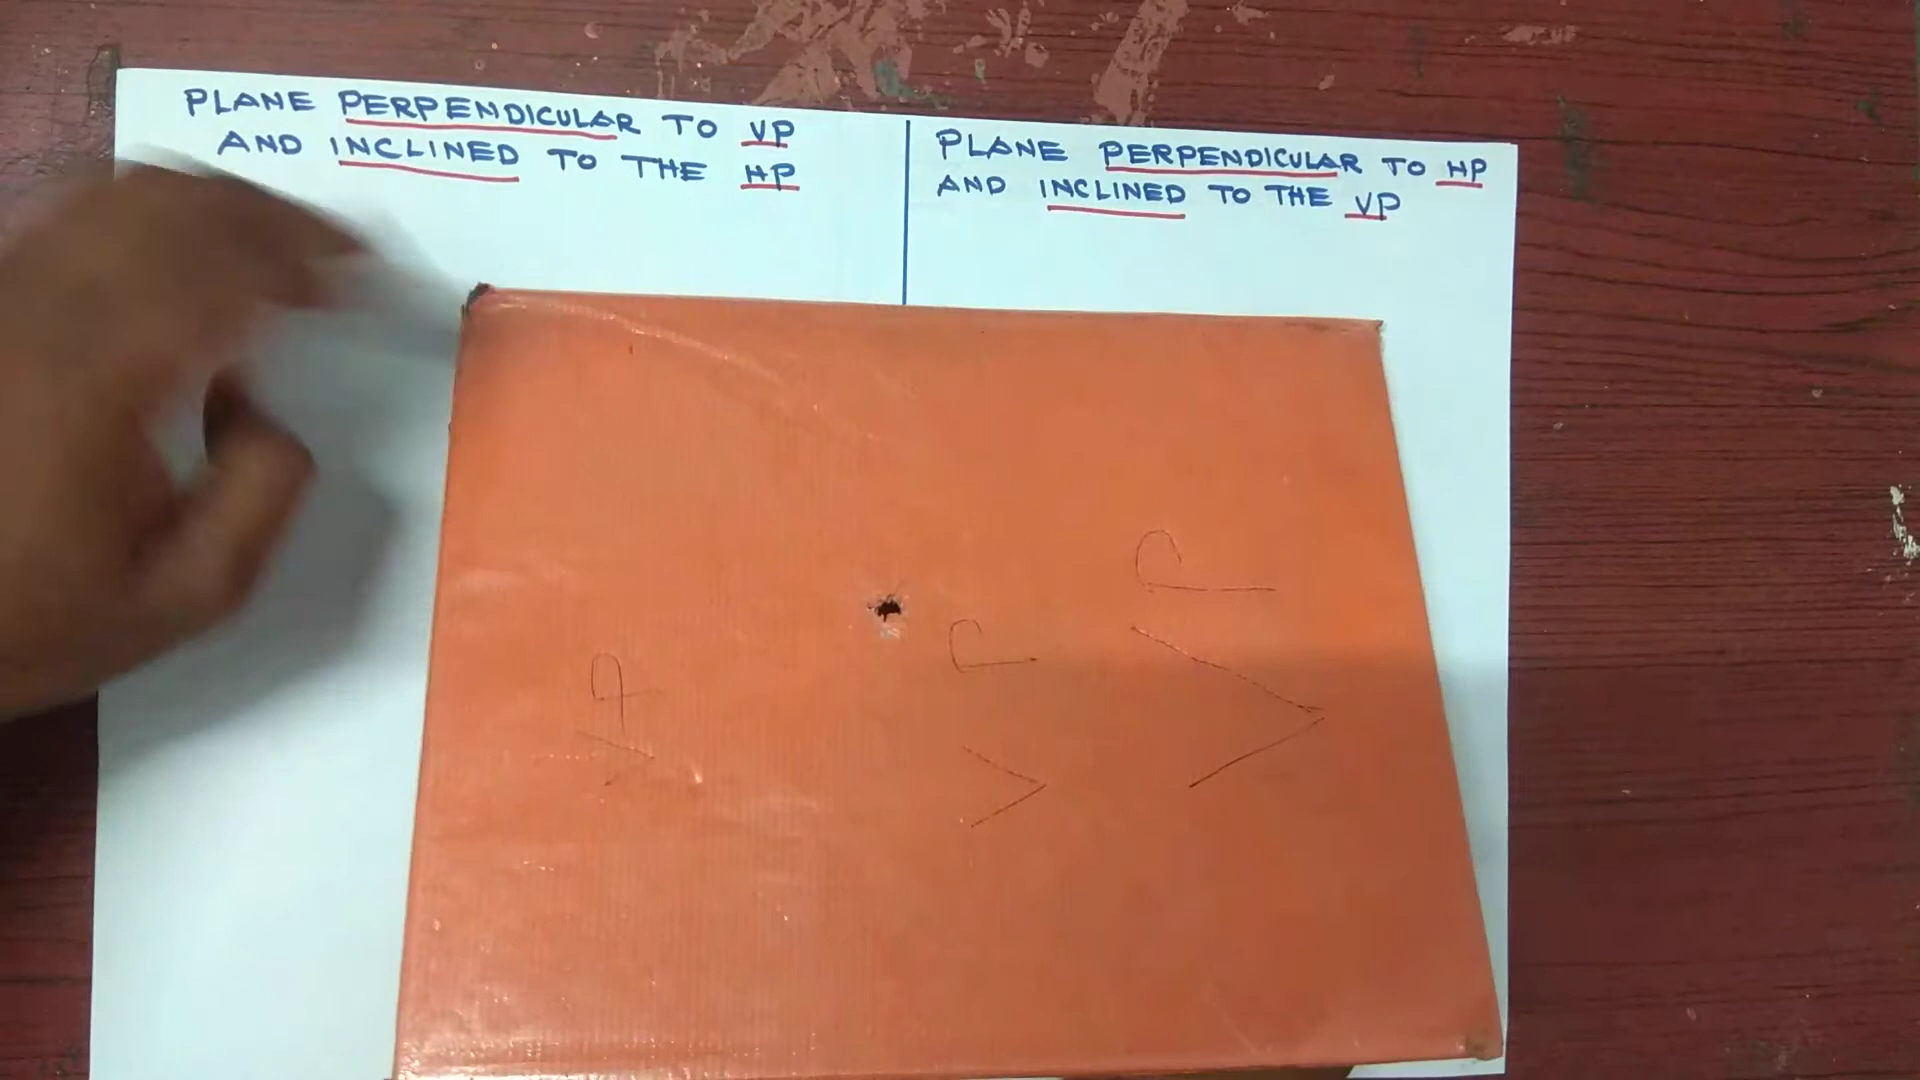 PLANE PERPENDICULAR TO VP
AND INCLINED TO THE HP
PLANE PERPENDICULAR TO HP
AND INCLINED TO THE VP
VP
VP